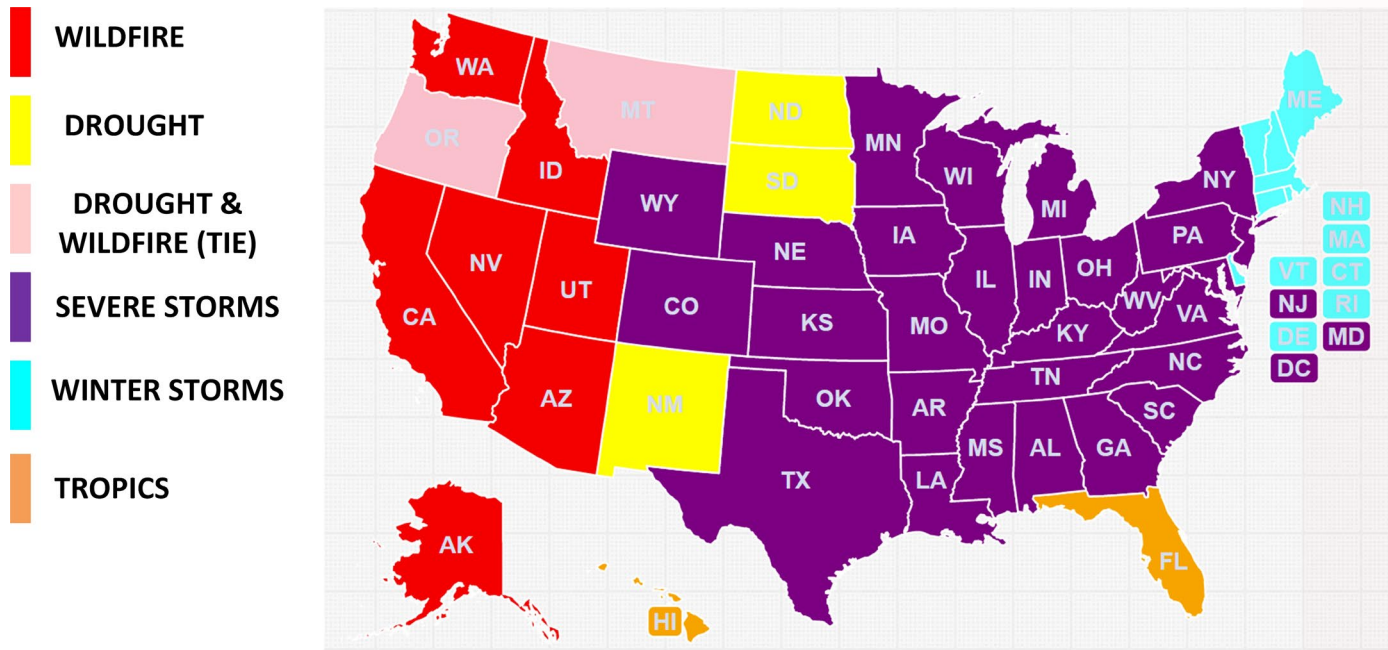 WILDFIRE
DROUGHT
DROUGHT &
WILDFIRE (TIE)
SEVERE STORMS
WINTER STORMS
TROPICS
WA
MT
ND
MN
ME
OR
ID
SD
WI
NY
WY
MI
NH
IA
PA
MA
NE
NV
OH
VT
CT
UT
IL
IN
CO
WV
VA
NJ
RI
CA
KS
MO
KY
DE
MD
NC
TN
DC
AZ
NM
OK
AR
SC
MS
AL
GA
TX
LA
AK
FL
HI